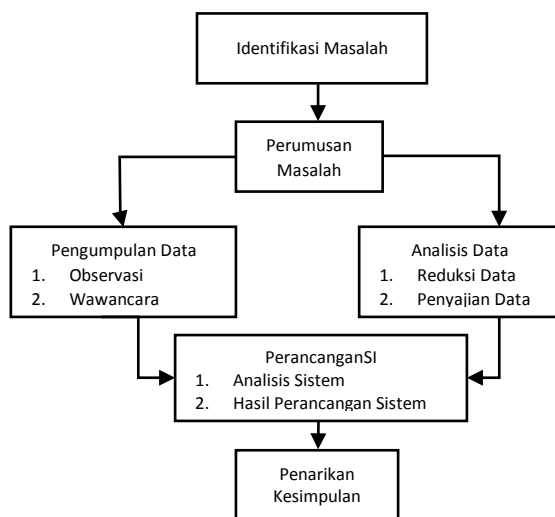 Identifikasi Masalah
Perumusan
Masalah
Pengumpulan Data
1. Observasi
2. Wawancara
Analisis Data
1. Reduksi Data
2. Penyajian Data
PerancanganSI
1. Analisis Sistem
2. Hasil Perancangan Sistem
Penarikan
Kesimpulan